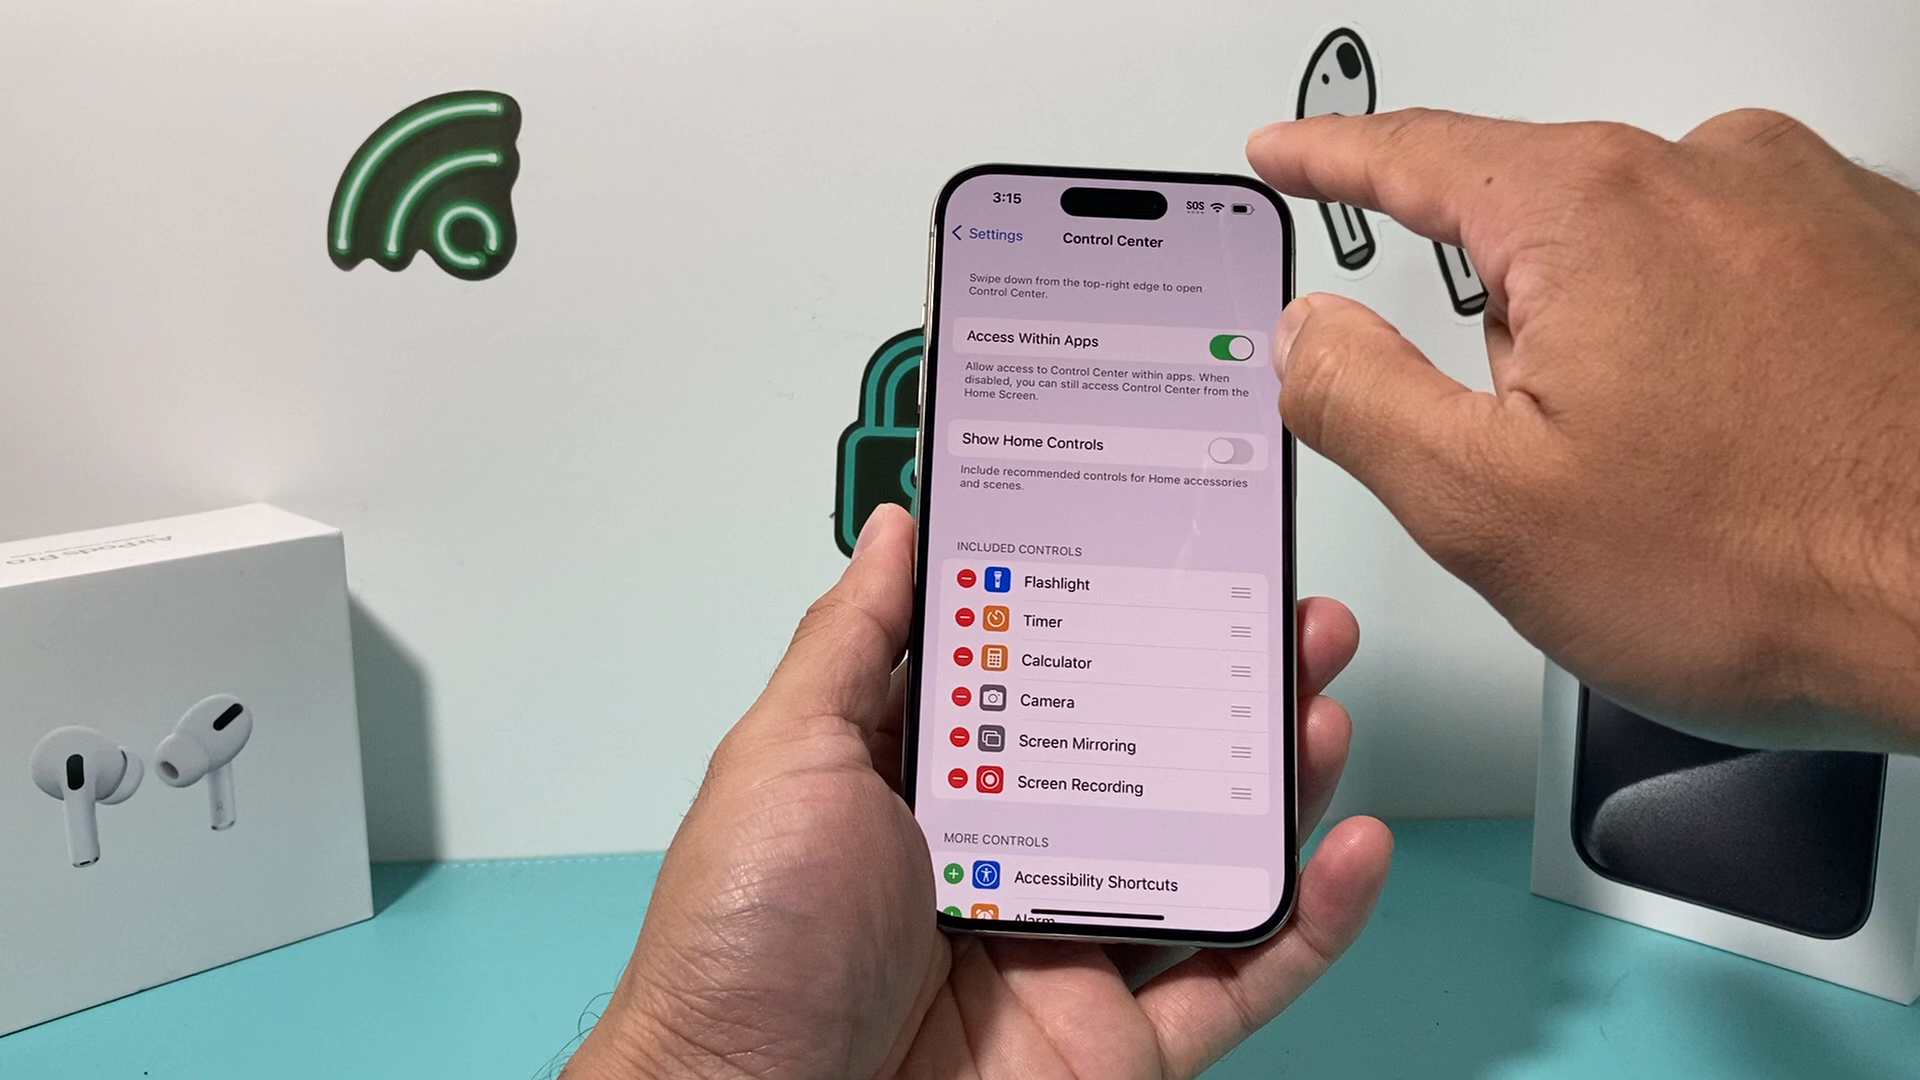 3:15
SOS
Settings
Control Center
Swipe down from the top-right edge to open
Control Center.
Access Within Apps
Allow access to Control Center within apps. When
disabled, you can still access Control Center from the
Home Screen.
Show Home Controls
Include recommended controls for Home accessories
and scenes.
INCLUDED CONTROLS
Flashlight
Timer
Calculator
Camera
Screen Mirroring
Screen Recording
MORE CONTROLS
Accessibility Shortcuts
Alarm
AirPods Pro